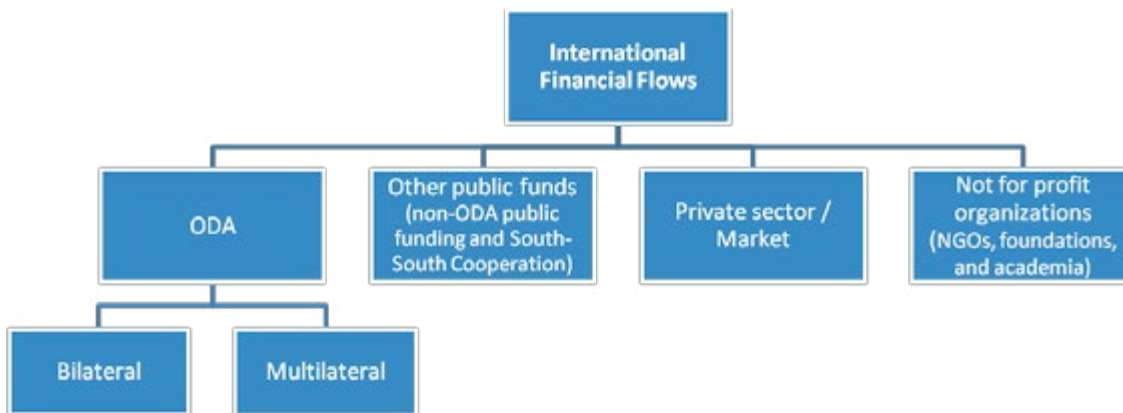 International
Financial Flows
ODA
Other public funds
(non-ODA public
funding and South-
South Cooperation)
Private sector /
Market
Not for profit
organizations
(NGOs, foundations,
and academia)
Bilateral
Multilateral